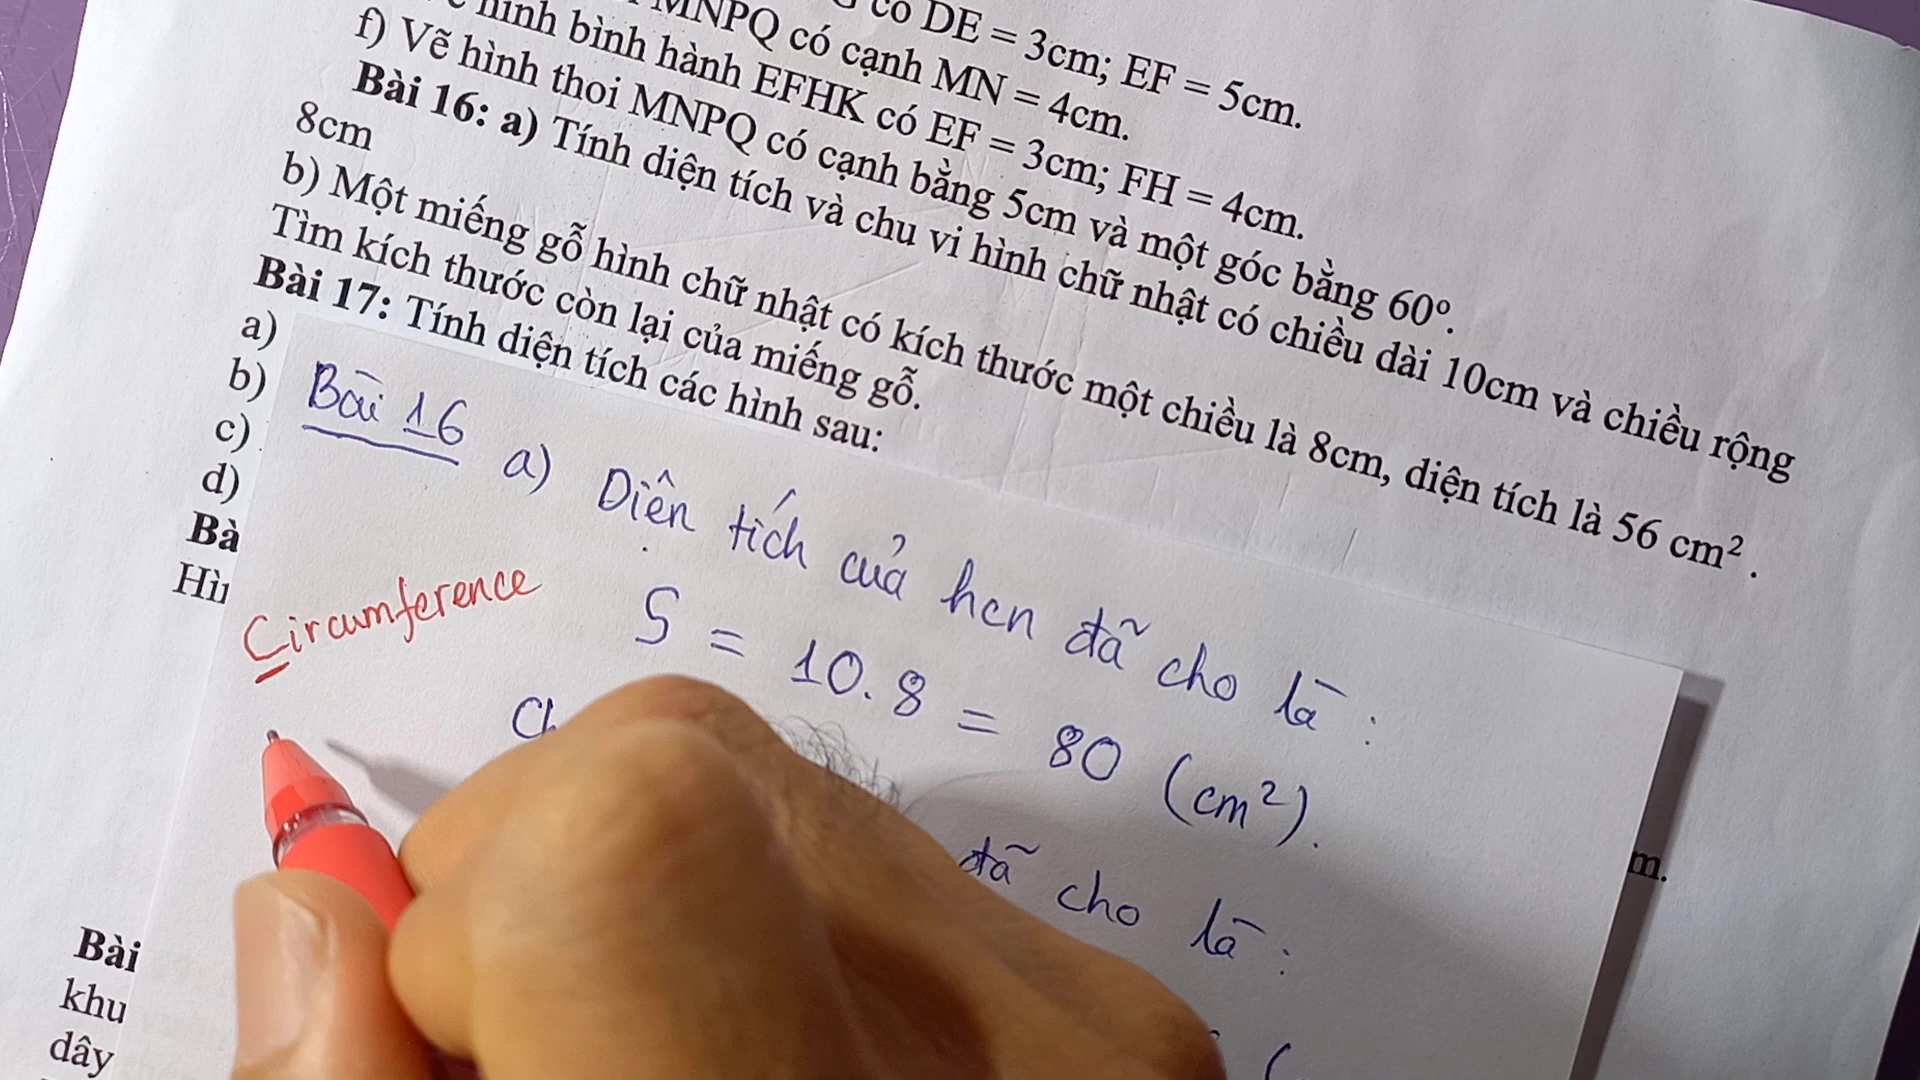 có DE = 3cm; EF = 5cm.
MNPQ có cạnh MN = 4cm.
hình bình hành EFHK có EF = 3cm; FH = 4cm.
f) Vẽ hình thoi MNPQ có cạnh bằng 5cm và một góc bằng 60º.
Bài 16: a) Tính diện tích và chu vi hình chữ nhật có chiều dài 10cm và chiều rộng
8cm
b) Một miếng gỗ hình chữ nhật có kích thước một chiều là 8cm, diện tích là 56 cm².
Tìm kích thước còn lại của miếng gỗ.
Bài 17: Tính diện tích các hình sau:
a)
b)
c)
d)
Bà
Hì
Bài 16
a) Diện tích của hcn đã cho là:
Circumference
S = 10.8 = 80 (cm²).
Ch
đã cho là:
(
m.
Bài
khu
dây